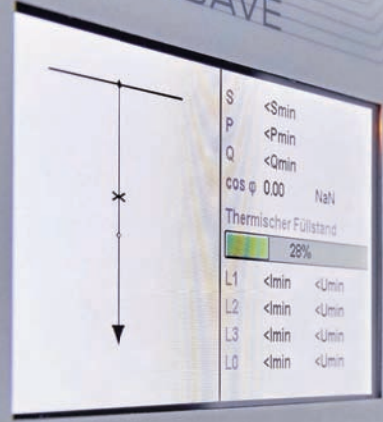 S <Smin
P <Pmin
Q <Qmin
cos φ 0.00 NaN
Thermischer Füllstand
28%
L1 <Imin <Umin
L2 <Imin <Umin
L3 <Imin <Umin
L0 <Imin <Umin